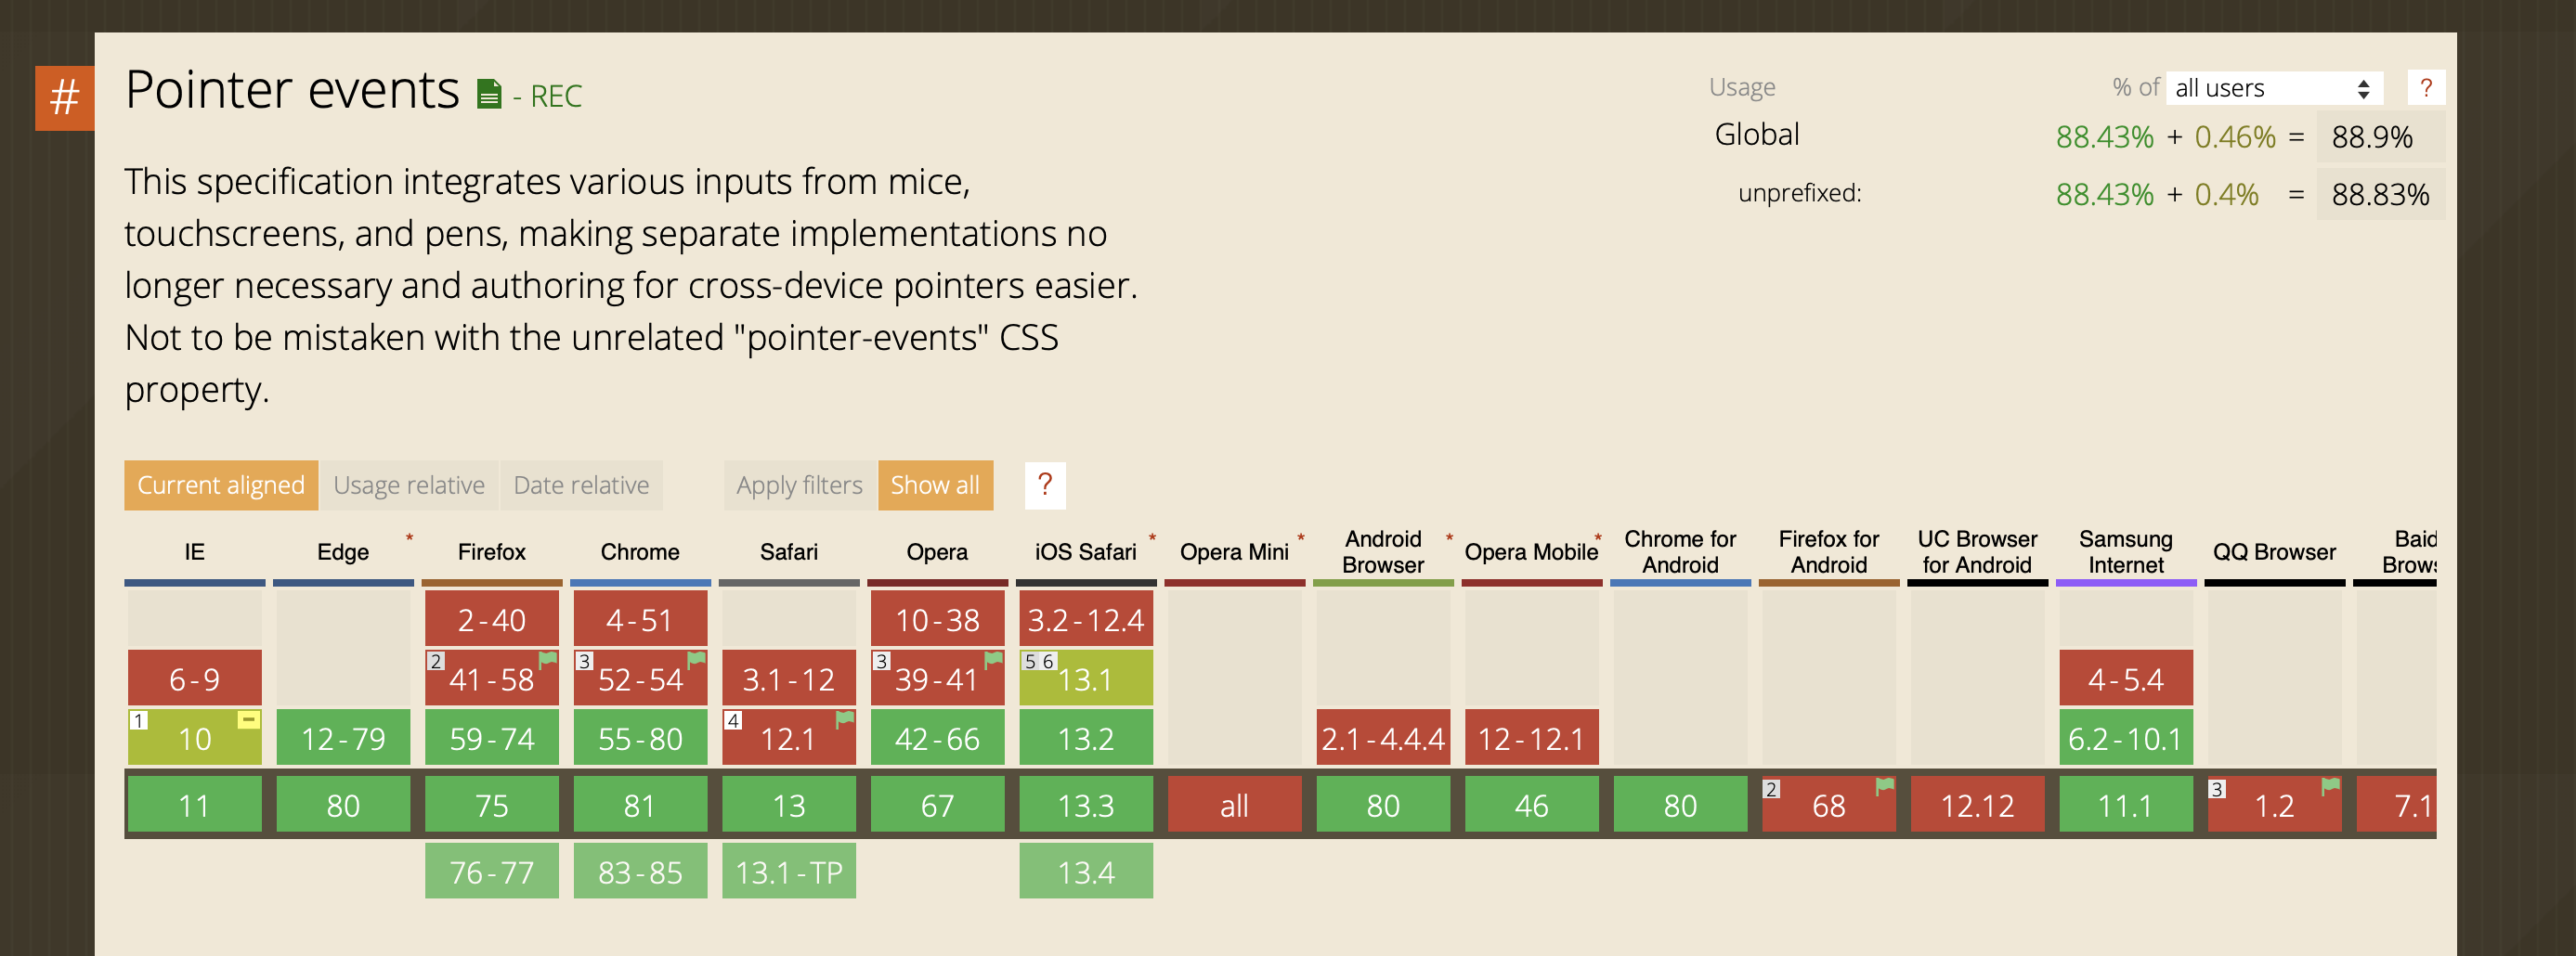 #
Pointer events - REC
Usage % of all users ?
Global 88.43% + 0.46% = 88.9%
unprefixed: 88.43% + 0.4% = 88.83%
This specification integrates various inputs from mice,
touchscreens, and pens, making separate implementations no
longer necessary and authoring for cross-device pointers easier.
Not to be mistaken with the unrelated "pointer-events" CSS
property.
Current aligned Usage relative Date relative Apply filters Show all ?
IE Edge * Firefox Chrome Safari Opera iOS Safari * Opera Mini * Android Browser * Opera Mobile * Chrome for Android Firefox for Android UC Browser for Android Samsung Internet QQ Browser Baid Brows
2-40 4-51 10-38 3.2-12.4
6-9 2 41-58 3 52-54 3.1-12 3 39-41 5 6 13.1 4-5.4
1 10 12-79 59-74 55-80 4 12.1 42-66 13.2 2.1-4.4.4 12-12.1 6.2-10.1
11 80 75 81 13 67 13.3 all 80 46 80 2 68 12.12 11.1 3 1.2 7.1
76-77 83-85 13.1-TP 13.4